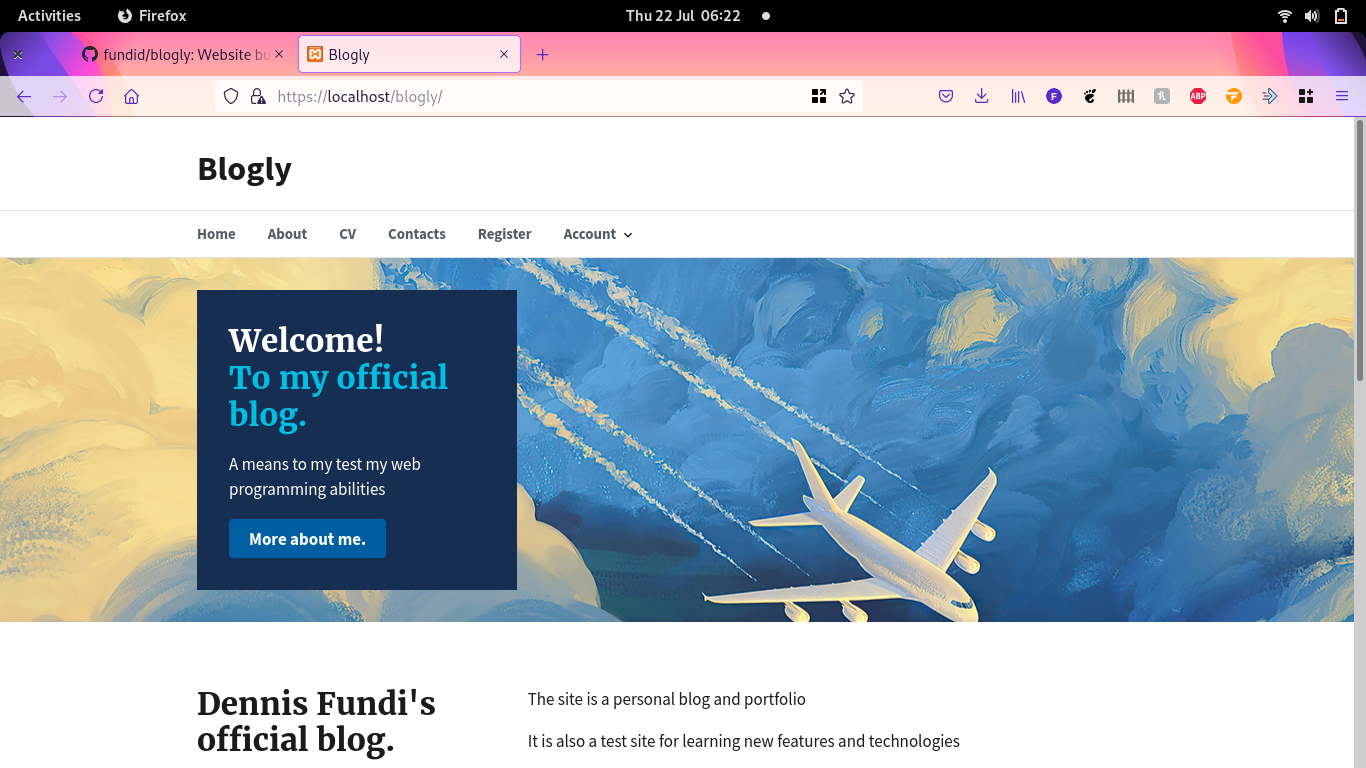 Activities Firefox Thu 22 Jul 06:22
fundid/blogly: Website bu Blogly
https://localhost/blogly/ F ABP
Blogly
Home About CV Contacts Register Account
Welcome!
To my official
blog.
A means to my test my web
programming abilities
More about me.
Dennis Fundi's
official blog.
The site is a personal blog and portfolio
It is also a test site for learning new features and technologies